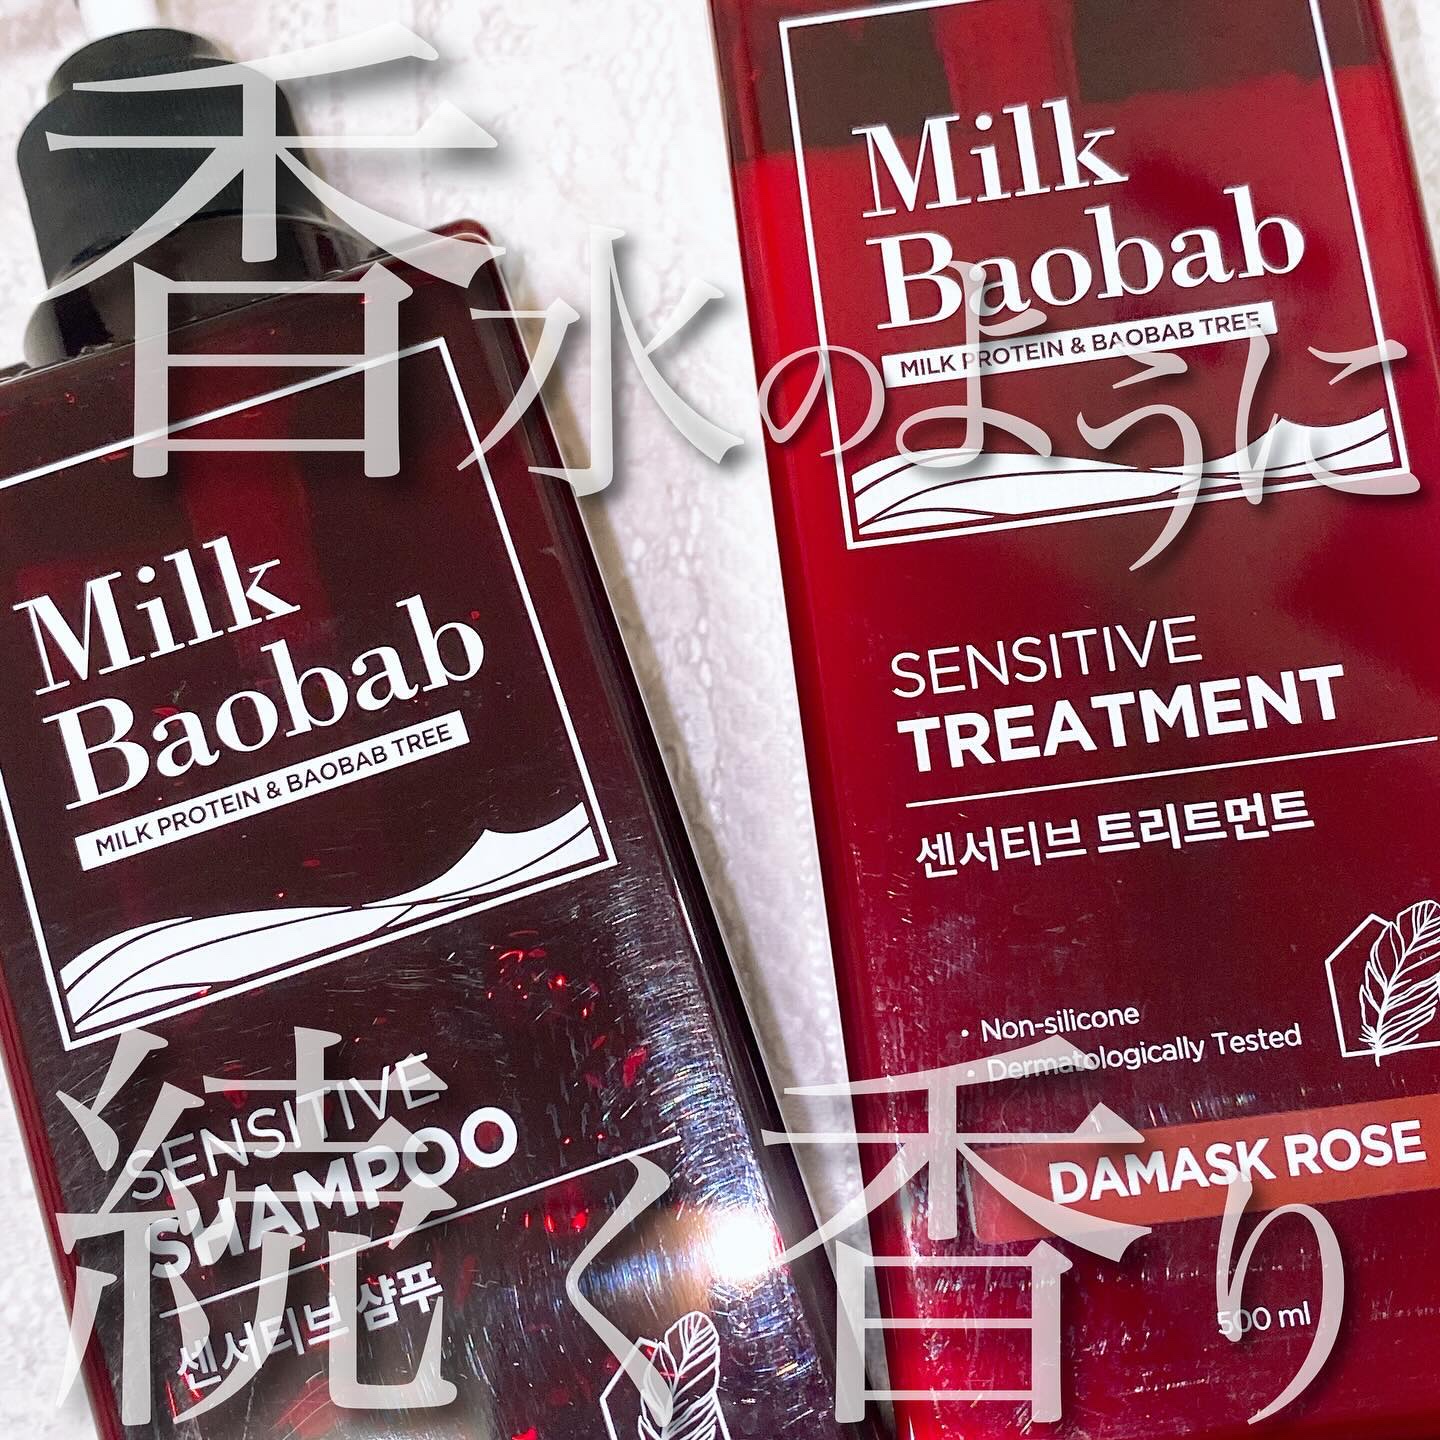 香水のように
Milk
Baobab
MILK PROTEIN & BAOBAB TREE
SENSITIVE
SHAMPOO
센서티브 샴푸
Milk
Baobab
MILK PROTEIN & BAOBAB TREE
SENSITIVE
TREATMENT
센서티브 트리트먼트
• Non-silicone
• Dermatologically Tested
DAMASK ROSE
500 ml
続く香り